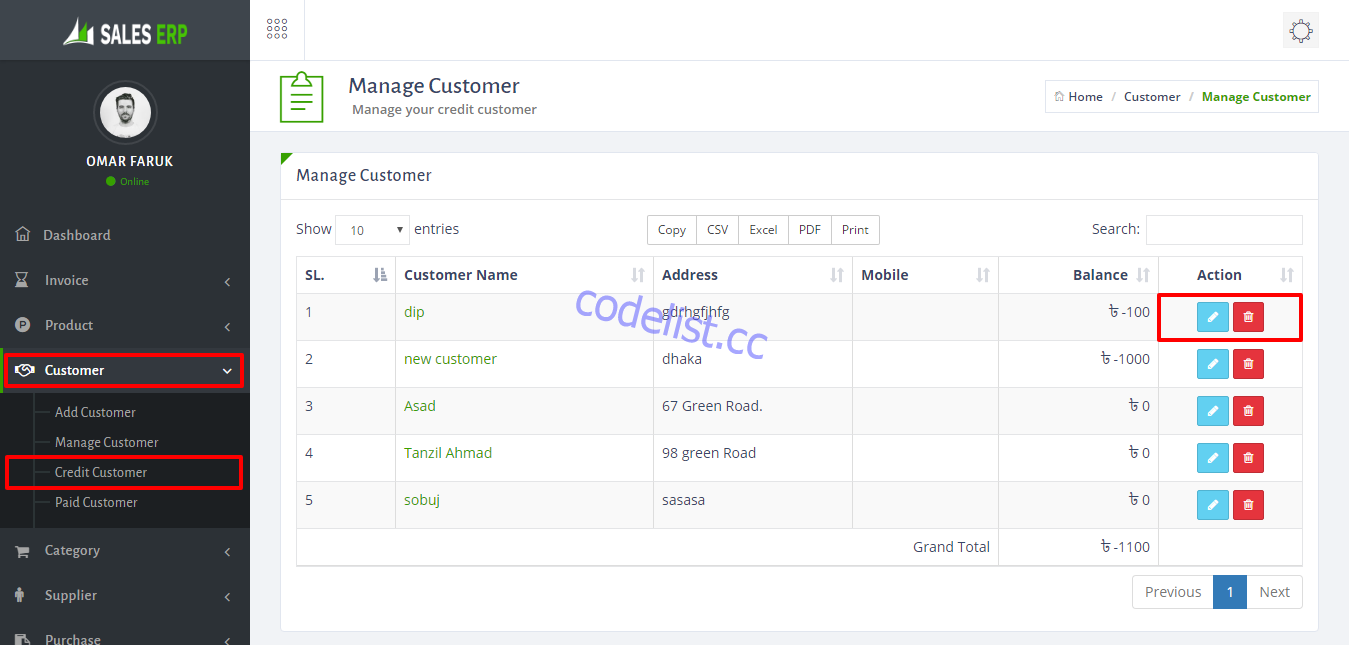 SALES ERP
OMAR FARUK
Online
Dashboard
Invoice
P Product
Customer
Add Customer
Manage Customer
Credit Customer
Paid Customer
Category
Supplier
Purchase
Manage Customer
Manage your credit customer
Home / Customer / Manage Customer
Manage Customer
Show 10 entries
Copy CSV Excel PDF Print
Search:
SL. Customer Name Address Mobile Balance Action
1 dip gdrhgfjhfg ৳ -100
2 new customer dhaka ৳ -1000
3 Asad 67 Green Road. ৳ 0
4 Tanzil Ahmad 98 green Road ৳ 0
5 sobuj sasasa ৳ 0
Grand Total ৳ -1100
Previous 1 Next
codelist.cc